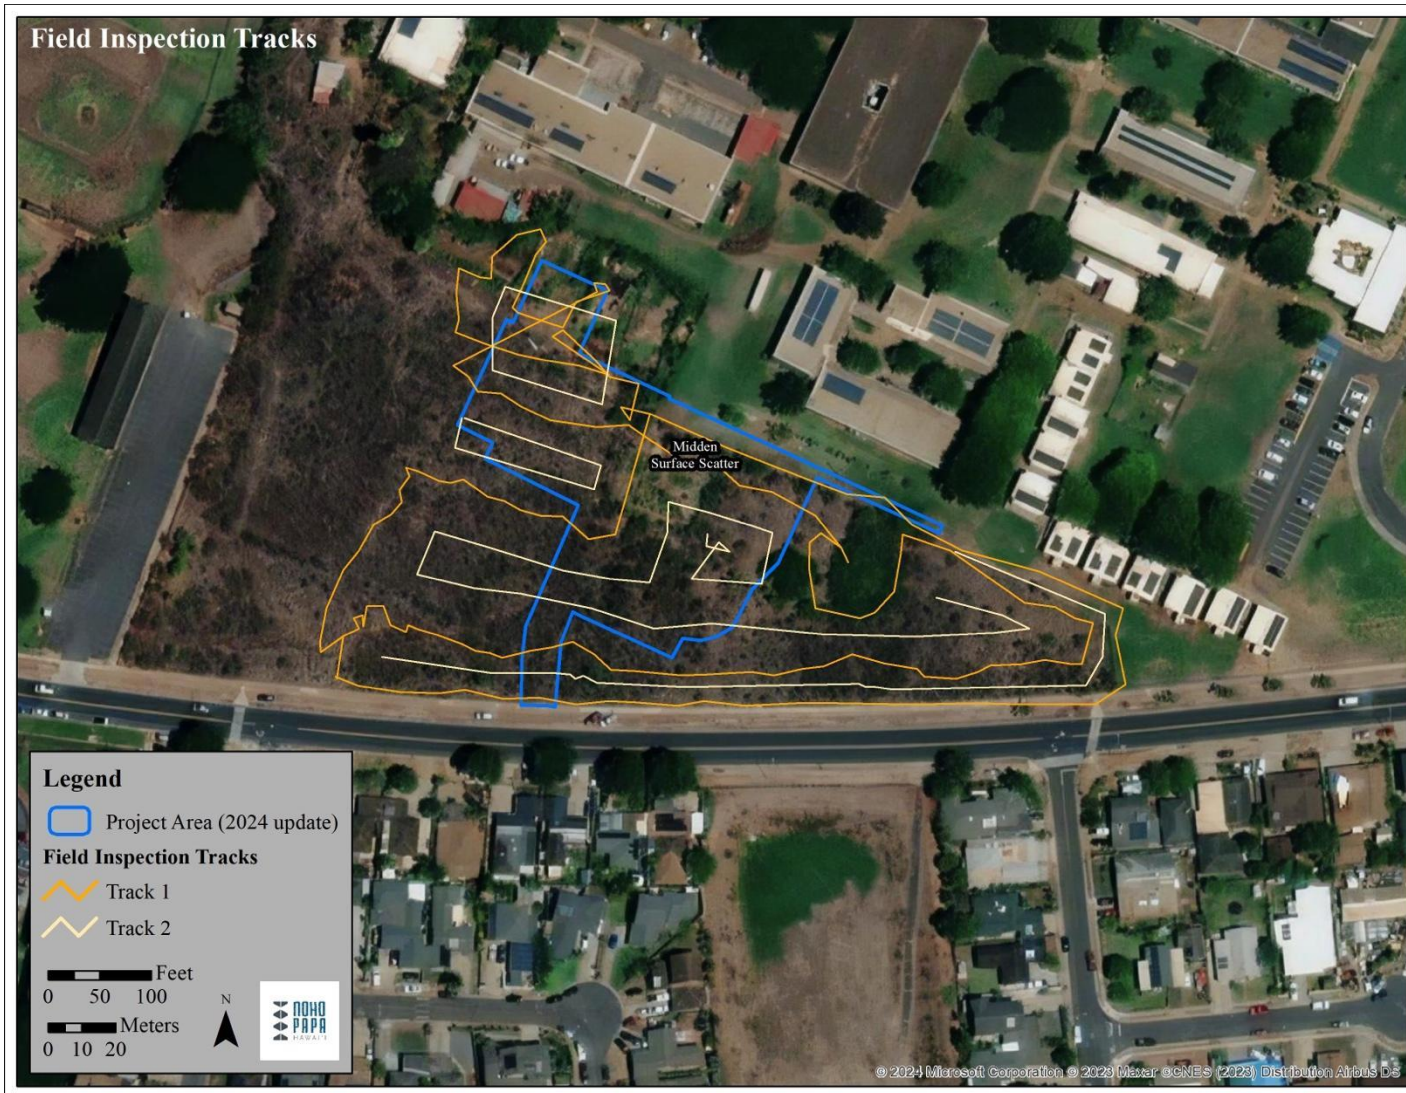 Field Inspection Tracks
Midden
Surface Scatter
Legend
Project Area (2024 update)
Field Inspection Tracks
Track 1
Track 2
Feet
0 50 100
Meters
0 10 20
N
NOHO
PAPA
HAWAI'I
© 2024 Microsoft Corporation © 2023 Maxar ©CNES (2023) Distribution Airbus DS